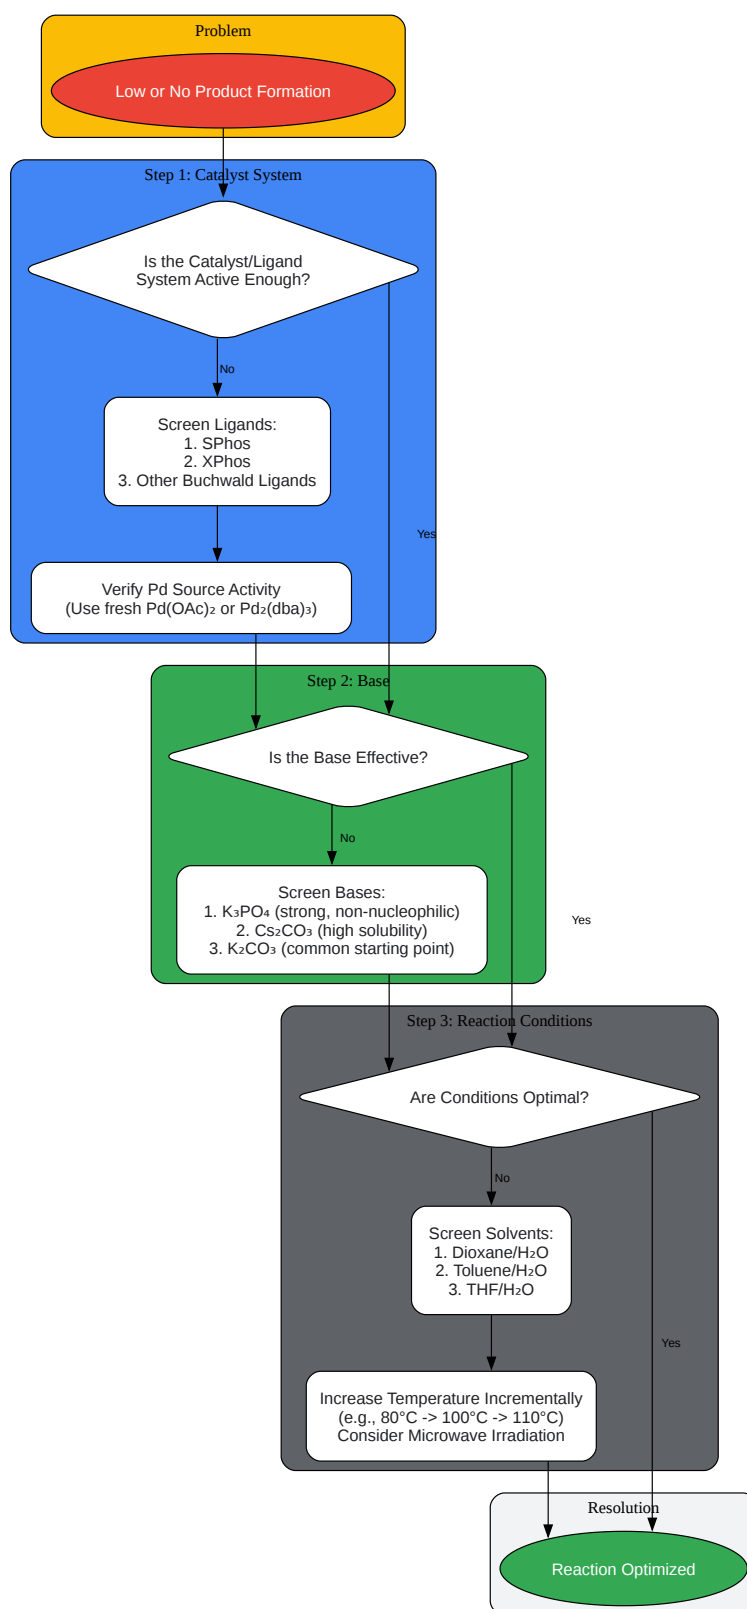 Problem
Low or No Product Formation
Step 1: Catalyst System
Is the Catalyst/Ligand
System Active Enough?
No
Screen Ligands:
1. SPhos
2. XPhos
3. Other Buchwald Ligands
Yes
Verify Pd Source Activity
(Use fresh Pd(OAc)₂ or Pd₂(dba)₃)
Step 2: Base
Is the Base Effective?
No
Screen Bases:
1. K₃PO₄ (strong, non-nucleophilic)
2. Cs₂CO₃ (high solubility)
3. K₂CO₃ (common starting point)
Yes
Step 3: Reaction Conditions
Are Conditions Optimal?
No
Screen Solvents:
1. Dioxane/H₂O
2. Toluene/H₂O
3. THF/H₂O
Yes
Increase Temperature Incrementally
(e.g., 80°C -> 100°C -> 110°C)
Consider Microwave Irradiation
Resolution
Reaction Optimized